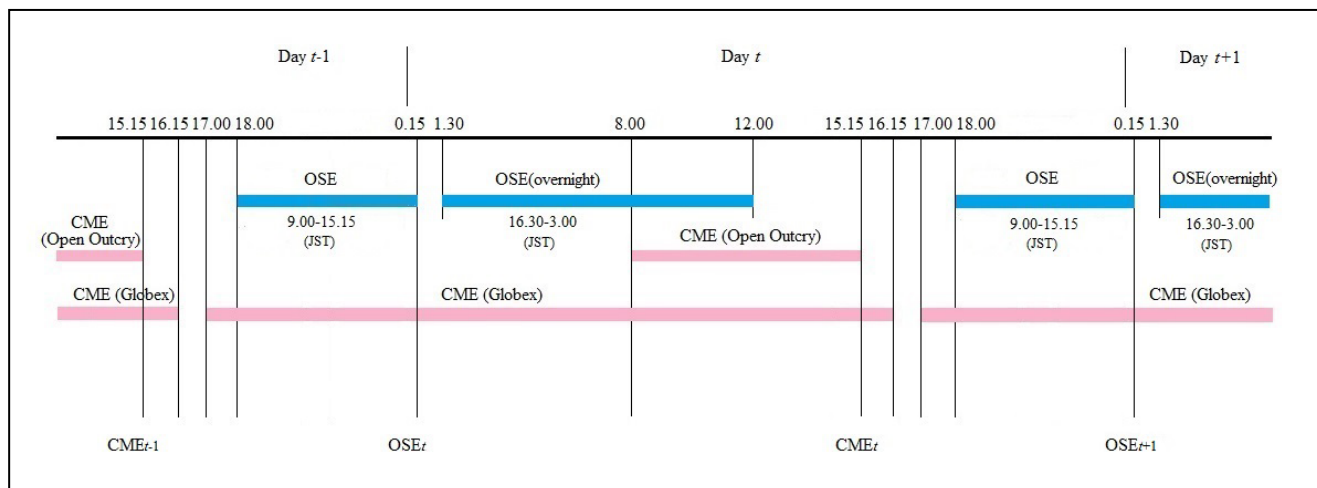 Day t-1
Day t
Day t+1
15.15 16.15 17.00 18.00 0.15 1.30 8.00 12.00 15.15 16.15 17.00 18.00 0.15 1.30
OSE
OSE(overnight)
OSE
OSE(overnight)
9.00-15.15
(JST)
16.30-3.00
(JST)
9.00-15.15
(JST)
16.30-3.00
(JST)
CME
(Open Outcry)
CME (Open Outcry)
CME (Globex)
CME (Globex)
CME (Globex)
CMEt-1
OSEt
CMEt
OSEt+1